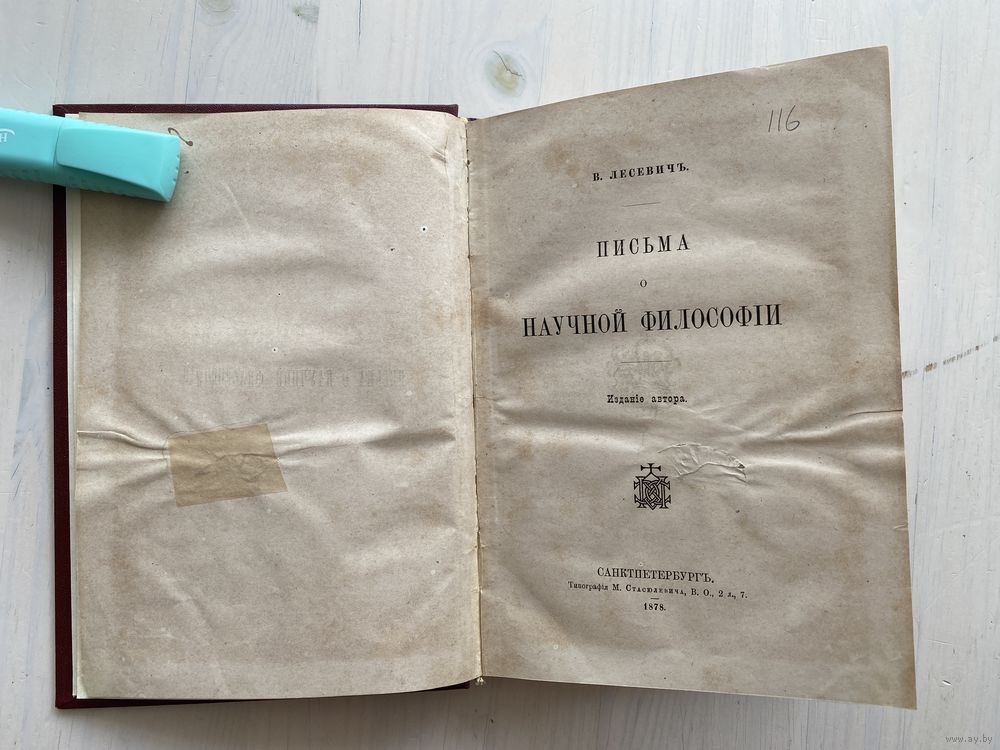 116
В. ЛЕСЕВИЧЪ.
ПИСЬМА
О
НАУЧНОЙ ФИЛОСОФІИ
Изданіе автора.
САНКТПЕТЕРБУРГЪ.
Типографія М. Стасюлевича, В. О., 2 л., 7.
1878.
www.ay.by